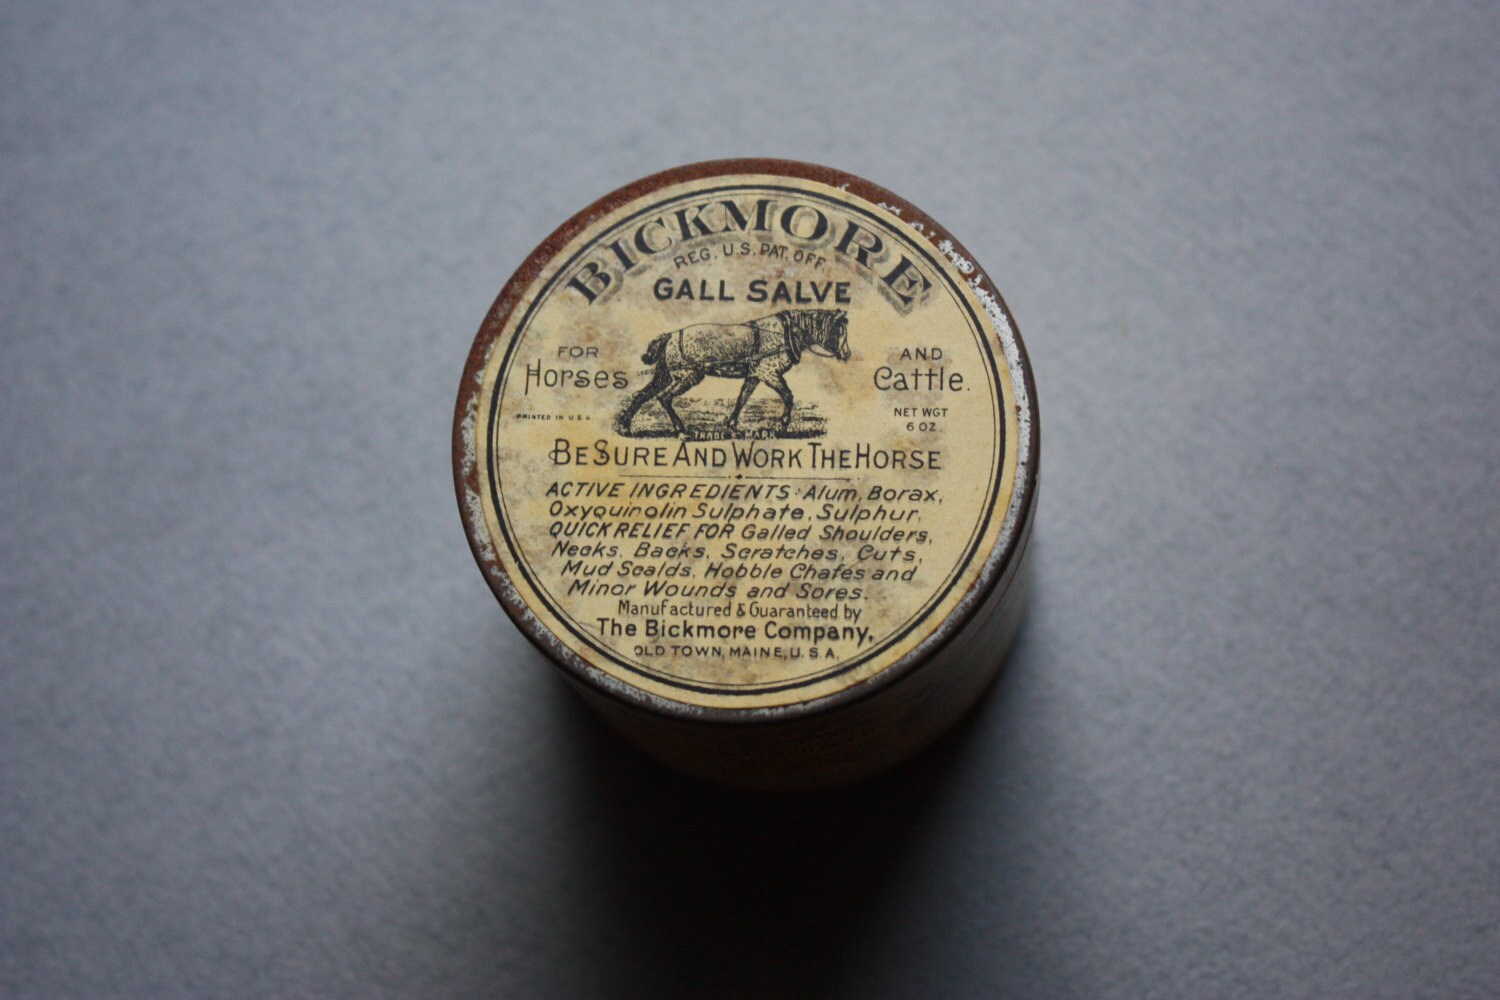 BICKMORE
REG. U.S. PAT. OFF.
GALL SALVE
FOR
Horses
AND
Cattle.
PRINTED IN U.S.A.
NET WGT
6 OZ.
TRADE MARK
BE SURE AND WORK THE HORSE
ACTIVE INGREDIENTS: Alum, Borax,
Oxyquinolin Sulphate, Sulphur.
QUICK RELIEF FOR Galled Shoulders,
Necks, Backs, Scratches, Cuts,
Mud Scalds, Hobble Chafes and
Minor Wounds and Sores.
Manufactured & Guaranteed by
The Bickmore Company,
OLD TOWN, MAINE, U.S.A.